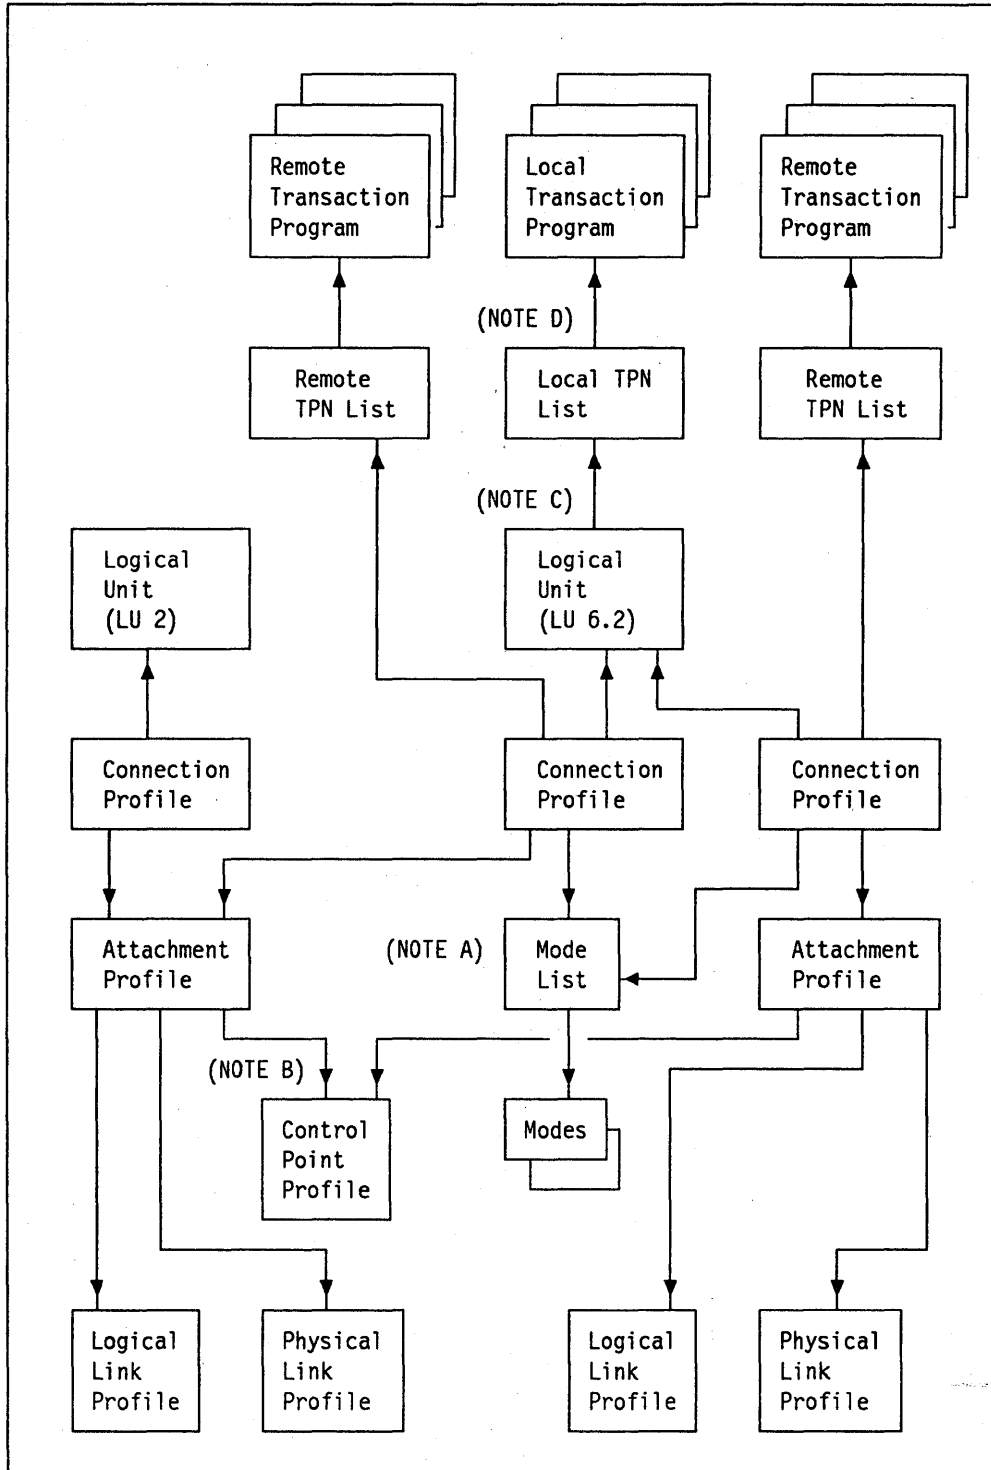 Remote
Transaction
Program
Local
Transaction
Program
Remote
Transaction
Program
(NOTE D)
Remote
TPN List
Local TPN
List
Remote
TPN List
(NOTE C)
Logical
Unit
(LU 2)
Logical
Unit
(LU 6.2)
Connection
Profile
Connection
Profile
Connection
Profile
Attachment
Profile
(NOTE A)
Mode
List
Attachment
Profile
(NOTE B)
Control
Point
Profile
Modes
Logical
Link
Profile
Physical
Link
Profile
Logical
Link
Profile
Physical
Link
Profile